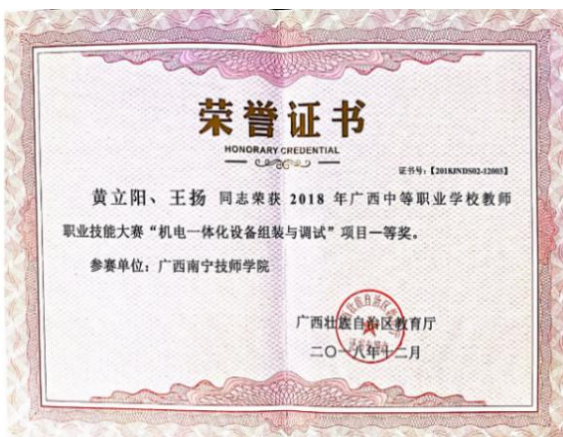 荣誉证书
HONORARY CREDENTIAL
证书号:【2018JNDS02-12003】
黄立阳、王扬 同志荣获 2018 年广西中等职业学校教师
职业技能大赛“机电一体化设备组装与调试”项目一等奖。
参赛单位：广西南宁技师学院
广西壮族自治区教育厅
二〇一八年十二月